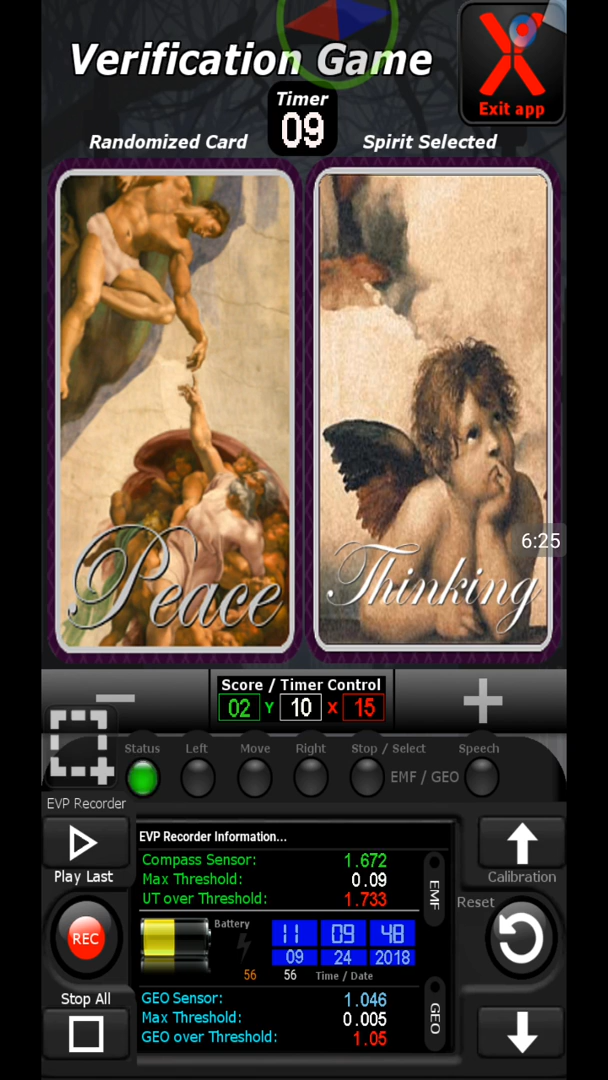 Verification Game
Exit app
Timer
09
Randomized Card
Spirit Selected
Peace
Thinking
6:25
Score / Timer Control
02 Y 10 X 15
Status Left Move Right Stop / Select Speech
EMF / GEO
EVP Recorder
Play Last
REC
Stop All
EVP Recorder Information...
Compass Sensor: 1.672
Max Threshold: 0.09
UT over Threshold: 1.733
EMF
Battery
11 09 48
09 24 2018
56 56 Time / Date
GEO Sensor: 1.046
Max Threshold: 0.005
GEO over Threshold: 1.05
GEO
Calibration
Reset